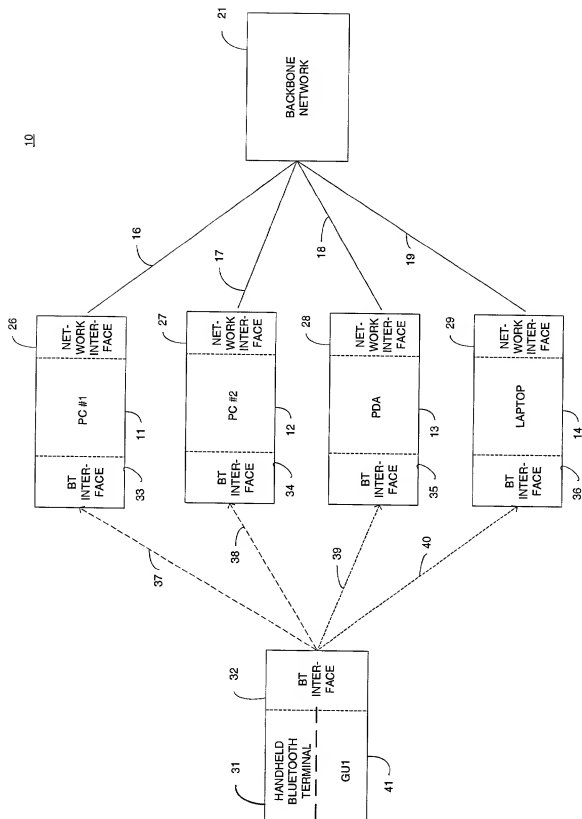 10
31
HANDHELD
BLUETOOTH
TERMINAL
GU1
41
32
BT
INTER-
FACE
37
38
39
40
BT
INTER-
FACE
33
PC #1
11
26
NET-
WORK
INTER-
FACE
BT
INTER-
FACE
34
PC #2
12
27
NET-
WORK
INTER-
FACE
BT
INTER-
FACE
35
PDA
13
28
NET-
WORK
INTER-
FACE
BT
INTER-
FACE
36
LAPTOP
14
29
NET-
WORK
INTER-
FACE
16
17
18
19
21
BACKBONE
NETWORK